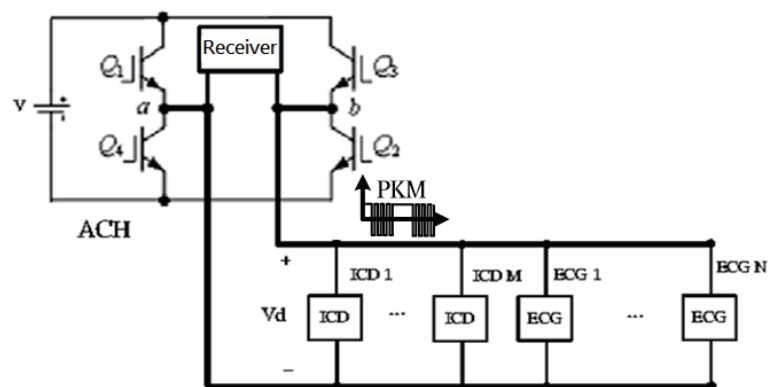 Receiver
Q1
Q3
V
+
a
b
Q4
Q2
ACH
PKM
+
ICD 1
ICD M
ECG 1
ECG N
Vd
ICD
...
ICD
ECG
...
ECG
–